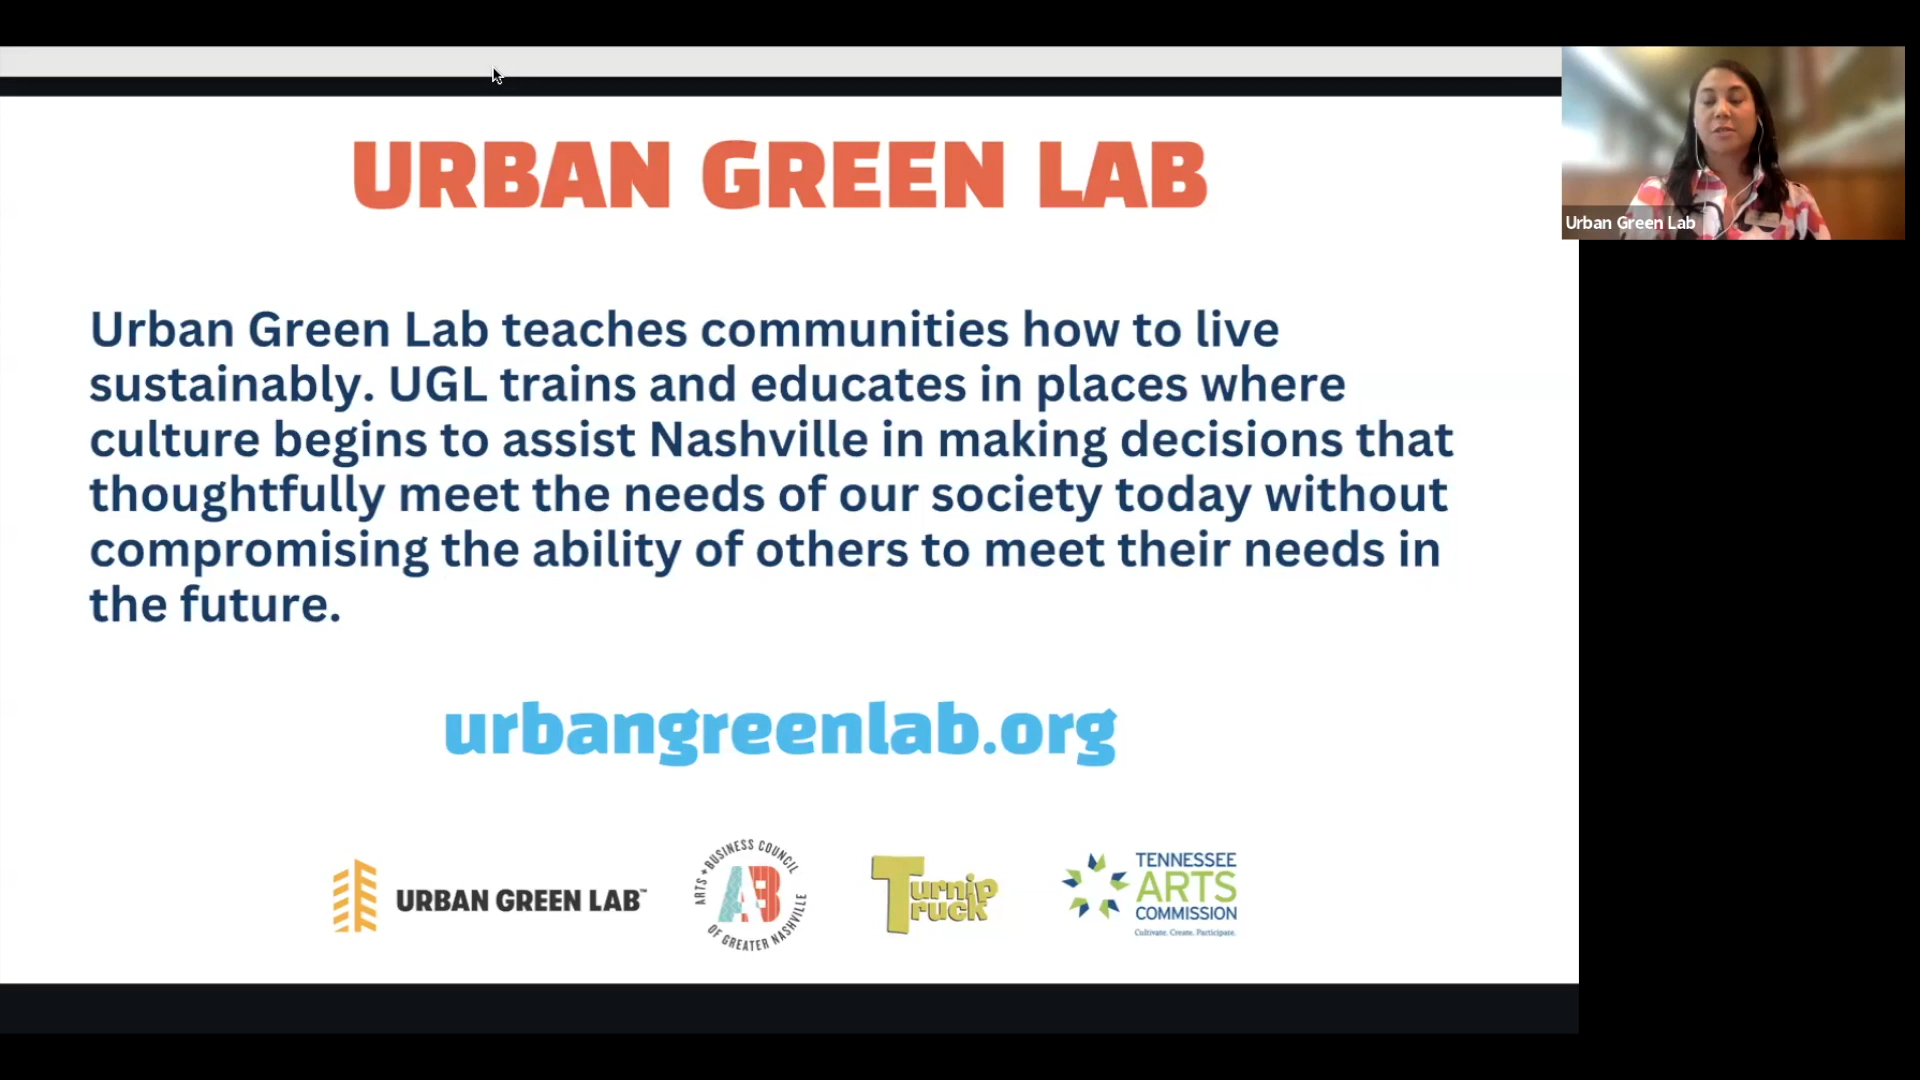 URBAN GREEN LAB
Urban Green Lab
Urban Green Lab teaches communities how to live
sustainably. UGL trains and educates in places where
culture begins to assist Nashville in making decisions that
thoughtfully meet the needs of our society today without
compromising the ability of others to meet their needs in
the future.
urbangreenlab.org
URBAN GREEN LAB™
ARTS + BUSINESS COUNCIL
AB
OF GREATER NASHVILLE
Turnip
Truck
TENNESSEE
ARTS
COMMISSION
Cultivate. Create. Participate.